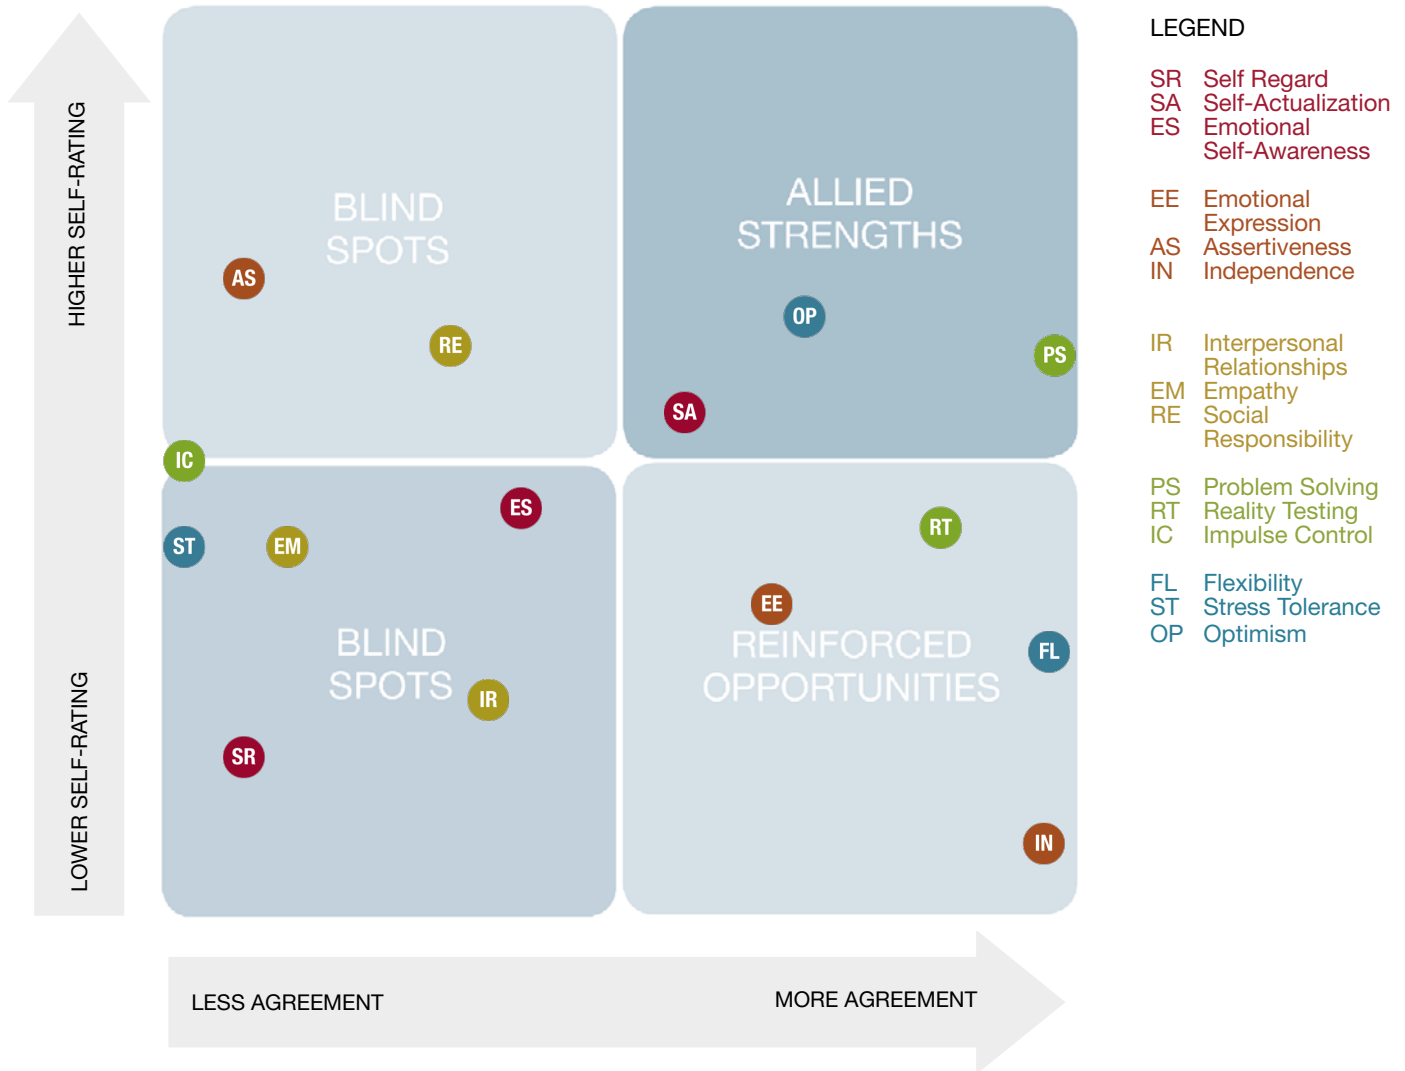 HIGHER SELF-RATING
LOWER SELF-RATING
BLIND
SPOTS
AS
RE
ALLIED
STRENGTHS
OP
PS
SA
IC
ST
EM
ES
BLIND
SPOTS
IR
SR
RT
EE
REINFORCED
OPPORTUNITIES
FL
IN
LESS AGREEMENT
MORE AGREEMENT
LEGEND
SR Self Regard
SA Self-Actualization
ES Emotional
Self-Awareness
EE Emotional
Expression
AS Assertiveness
IN Independence
IR Interpersonal
Relationships
EM Empathy
RE Social
Responsibility
PS Problem Solving
RT Reality Testing
IC Impulse Control
FL Flexibility
ST Stress Tolerance
OP Optimism